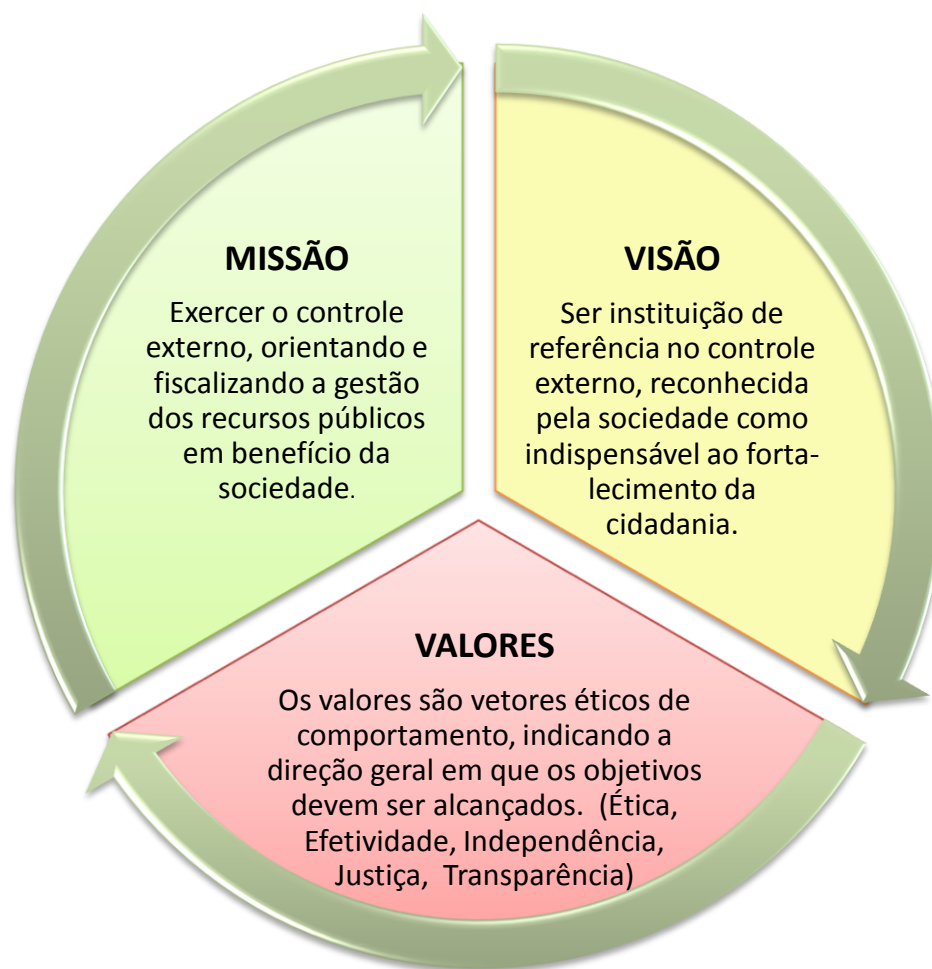 MISSÃO
Exercer o controle
externo, orientando e
fiscalizando a gestão
dos recursos públicos
em benefício da
sociedade.
VISÃO
Ser instituição de
referência no controle
externo, reconhecida
pela sociedade como
indispensável ao forta-
lecimento da
cidadania.
VALORES
Os valores são vetores éticos de
comportamento, indicando a
direção geral em que os objetivos
devem ser alcançados.  (Ética,
Efetividade, Independência,
Justiça,  Transparência)